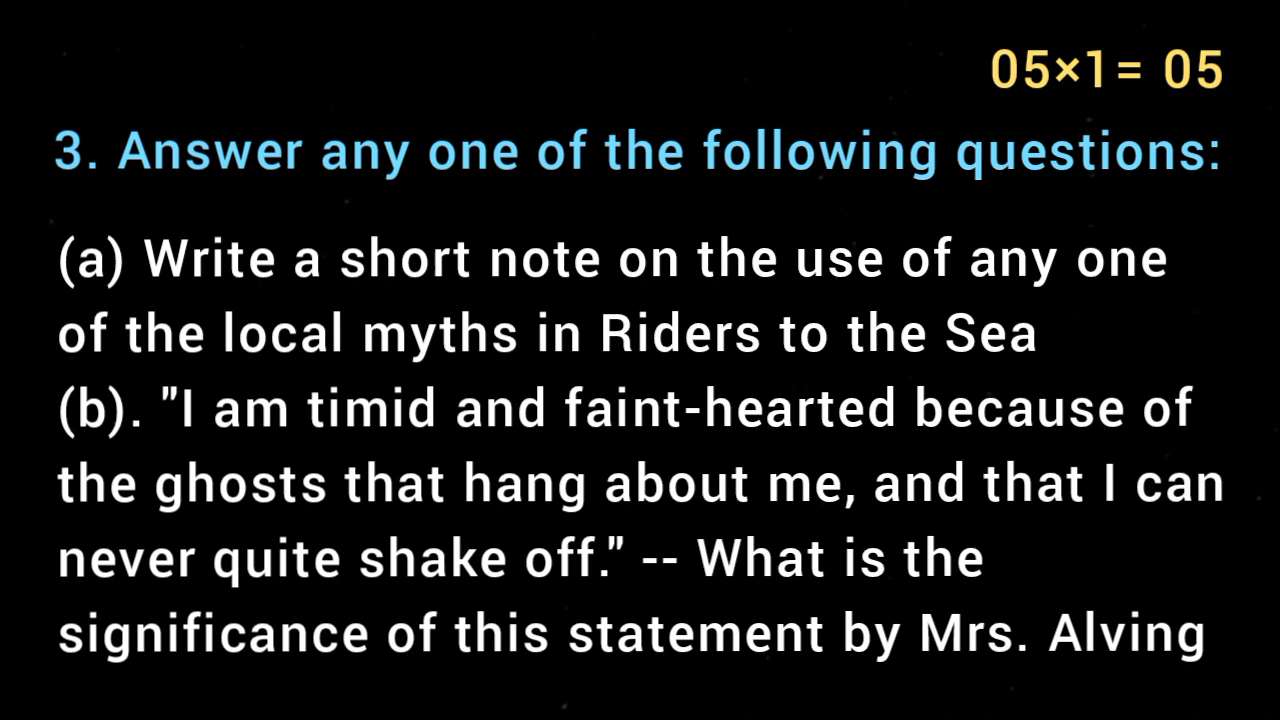 05×1= 05
3. Answer any one of the following questions:
(a) Write a short note on the use of any one
of the local myths in Riders to the Sea
(b). "I am timid and faint-hearted because of
the ghosts that hang about me, and that I can
never quite shake off." -- What is the
significance of this statement by Mrs. Alving